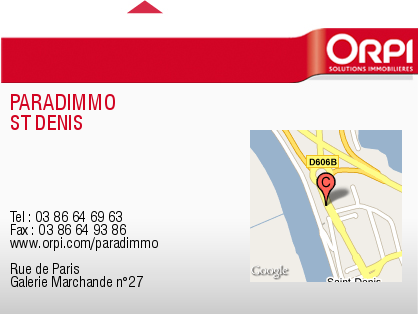 ORPI
SOLUTIONS IMMOBILIÈRES
PARADIMMO
ST DENIS
D606B
C
Tel : 03 86 64 69 63
Fax : 03 86 64 93 86
www.orpi.com/paradimmo
Rue de Paris
Galerie Marchande n°27
Google
Saint-Denis